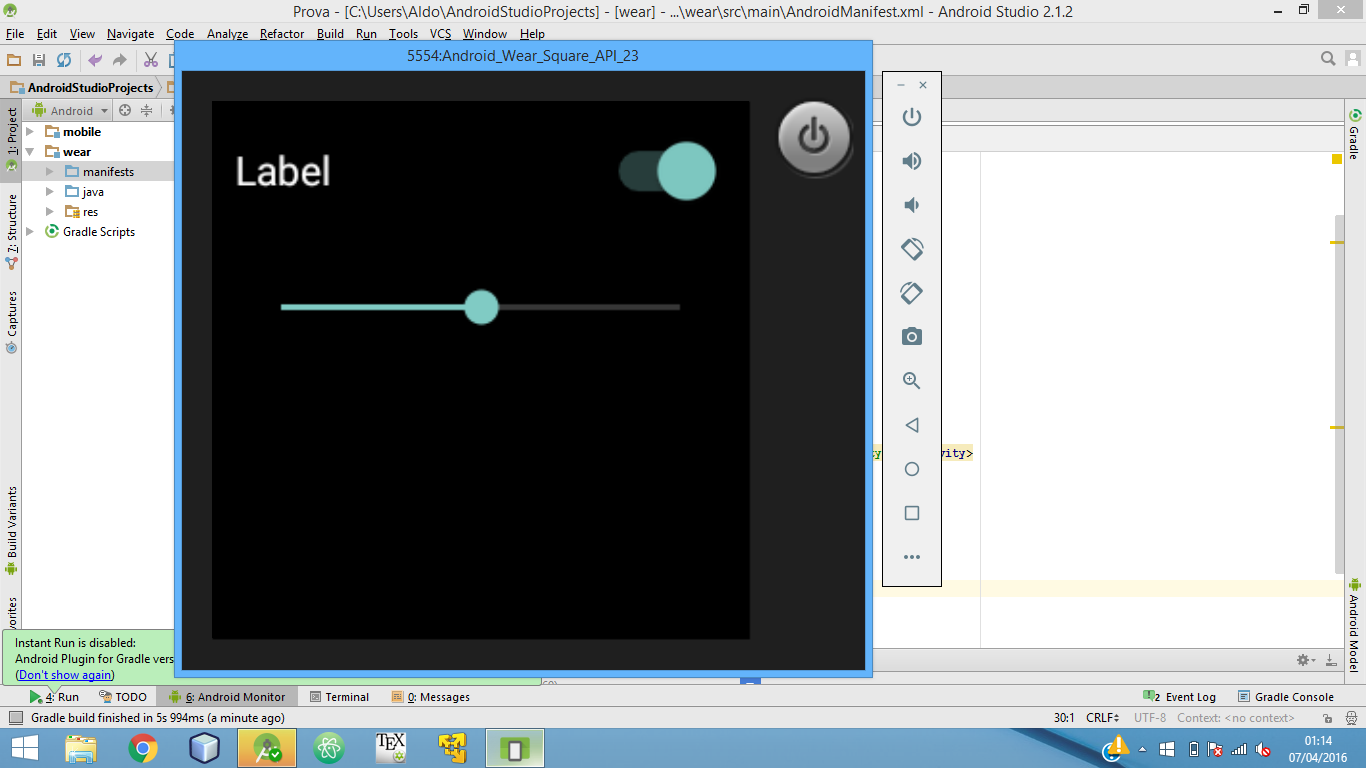 Prova - [C:\Users\Aldo\AndroidStudioProjects] - [wear] - ...\wear\src\main\AndroidManifest.xml - Android Studio 2.1.2
File Edit View Navigate Code Analyze Refactor Build Run Tools VCS Window Help
5554:Android_Wear_Square_API_23
AndroidStudioProjects
Android
1: Project
mobile
wear
manifests
java
res
Gradle Scripts
7: Structure
Captures
Build Variants
Label
vity>
Gradle
Android Model
Instant Run is disabled:
Android Plugin for Gradle vers
(Don't show again)
4: Run TODO 6: Android Monitor Terminal 0: Messages 2 Event Log Gradle Console
Gradle build finished in 5s 994ms (a minute ago) 30:1 CRLF UTF-8 Context: <no context>
TEX
01:14
07/04/2016